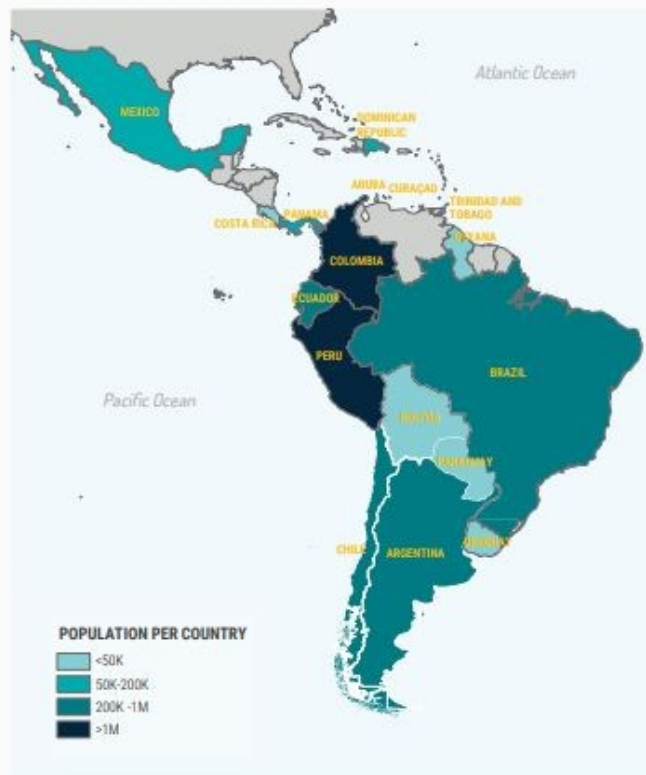 Atlantic Ocean
MEXICO
DOMINICAN
REPUBLIC
ARUBA
CURAÇAO
TRINIDAD AND
TOBAGO
COSTA RICA
PANAMA
GUYANA
COLOMBIA
ECUADOR
PERU
BRAZIL
Pacific Ocean
BOLIVIA
PARAGUAY
CHILE
ARGENTINA
URUGUAY
POPULATION PER COUNTRY
<50K
50K-200K
200K -1M
>1M